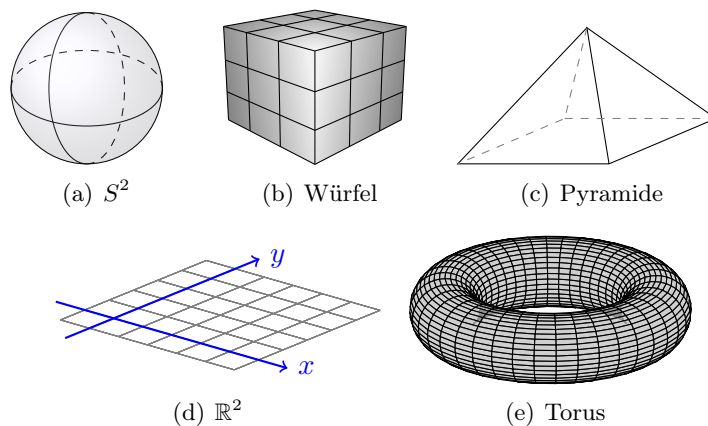 (a) S²
(b) Würfel
(c) Pyramide
y
x
(d) ℝ²
(e) Torus